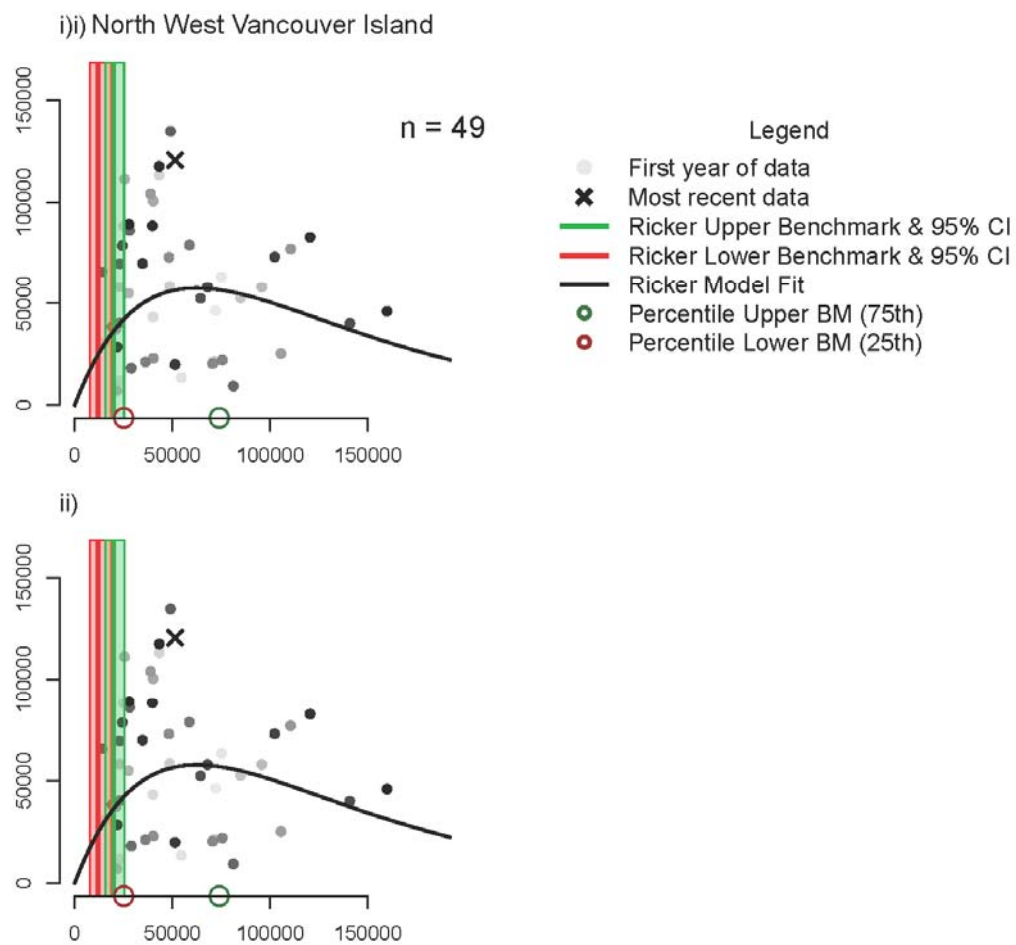 i)i) North West Vancouver Island
150000
100000
50000
0
n = 49
0 50000 100000 150000
Legend
First year of data
Most recent data
Ricker Upper Benchmark & 95% CI
Ricker Lower Benchmark & 95% CI
Ricker Model Fit
Percentile Upper BM (75th)
Percentile Lower BM (25th)
ii)
150000
100000
50000
0
0 50000 100000 150000